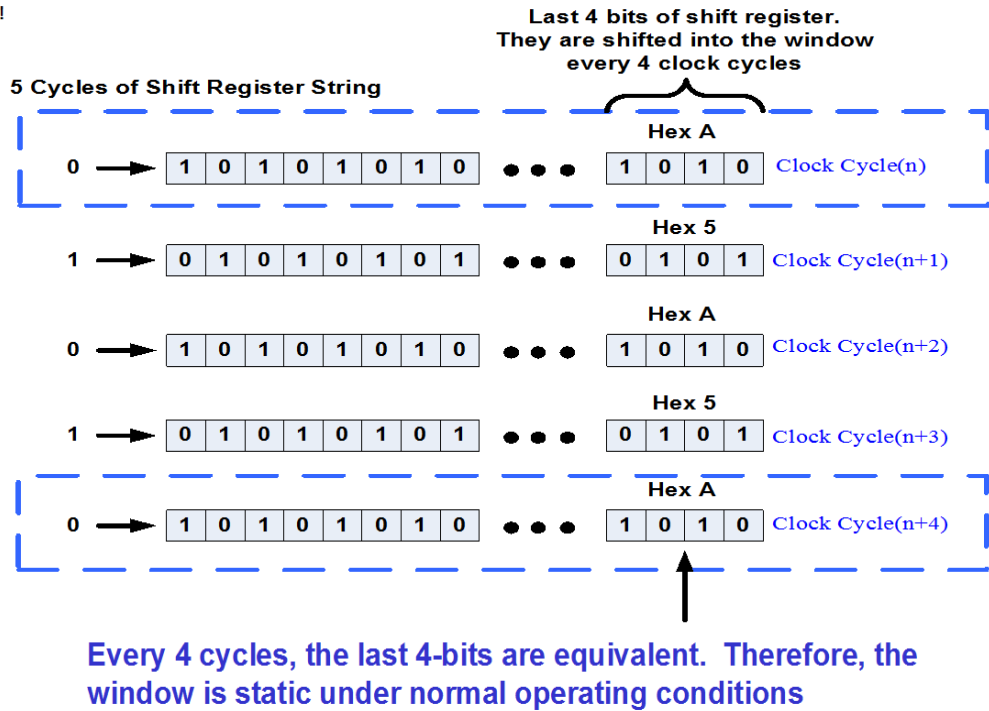 !
Last 4 bits of shift register.
They are shifted into the window
every 4 clock cycles
5 Cycles of Shift Register String
Hex A
0 1 0 1 0 1 0 1 0 1 0 1 0 Clock Cycle(n)
Hex 5
1 0 1 0 1 0 1 0 1 0 1 0 1 Clock Cycle(n+1)
Hex A
0 1 0 1 0 1 0 1 0 1 0 1 0 Clock Cycle(n+2)
Hex 5
1 0 1 0 1 0 1 0 1 0 1 0 1 Clock Cycle(n+3)
Hex A
0 1 0 1 0 1 0 1 0 1 0 1 0 Clock Cycle(n+4)
Every 4 cycles, the last 4-bits are equivalent. Therefore, the
window is static under normal operating conditions